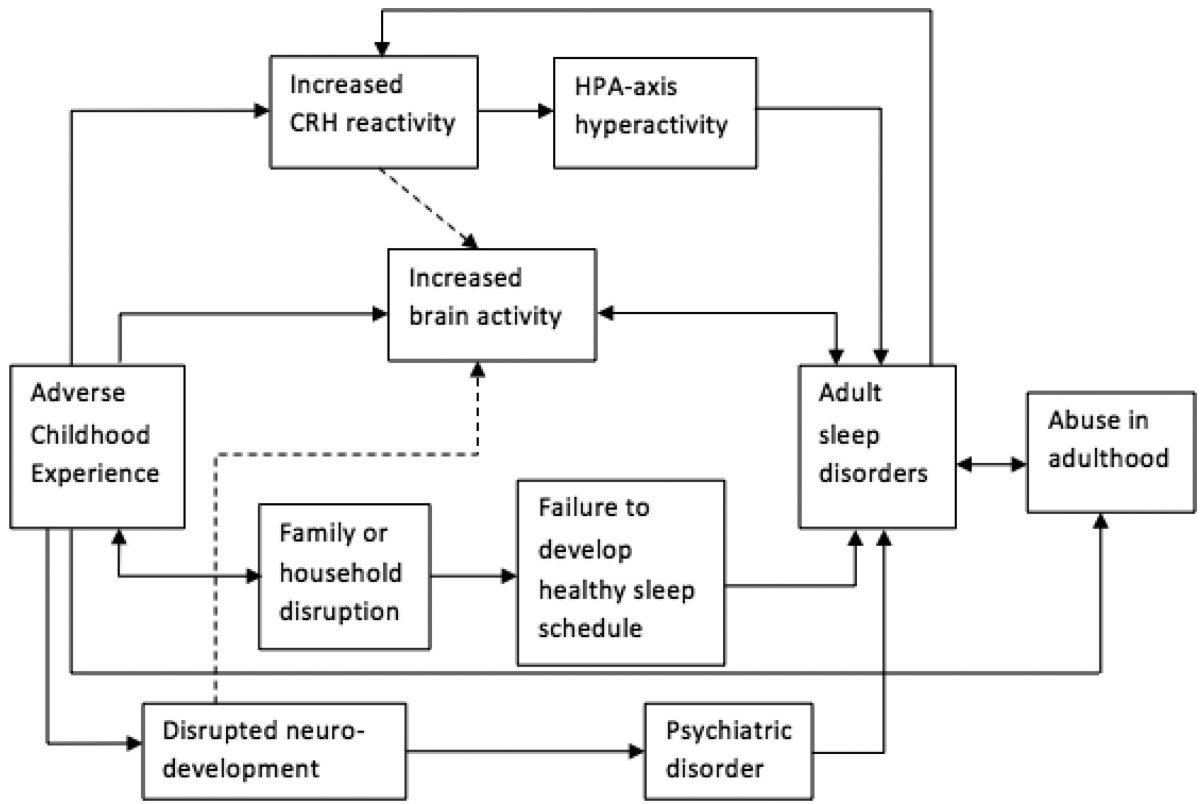 Increased
CRH reactivity
HPA-axis
hyperactivity
Increased
brain activity
Adverse
Childhood
Experience
Adult
sleep
disorders
Abuse in
adulthood
Family or
household
disruption
Failure to
develop
healthy sleep
schedule
Disrupted neuro-
development
Psychiatric
disorder